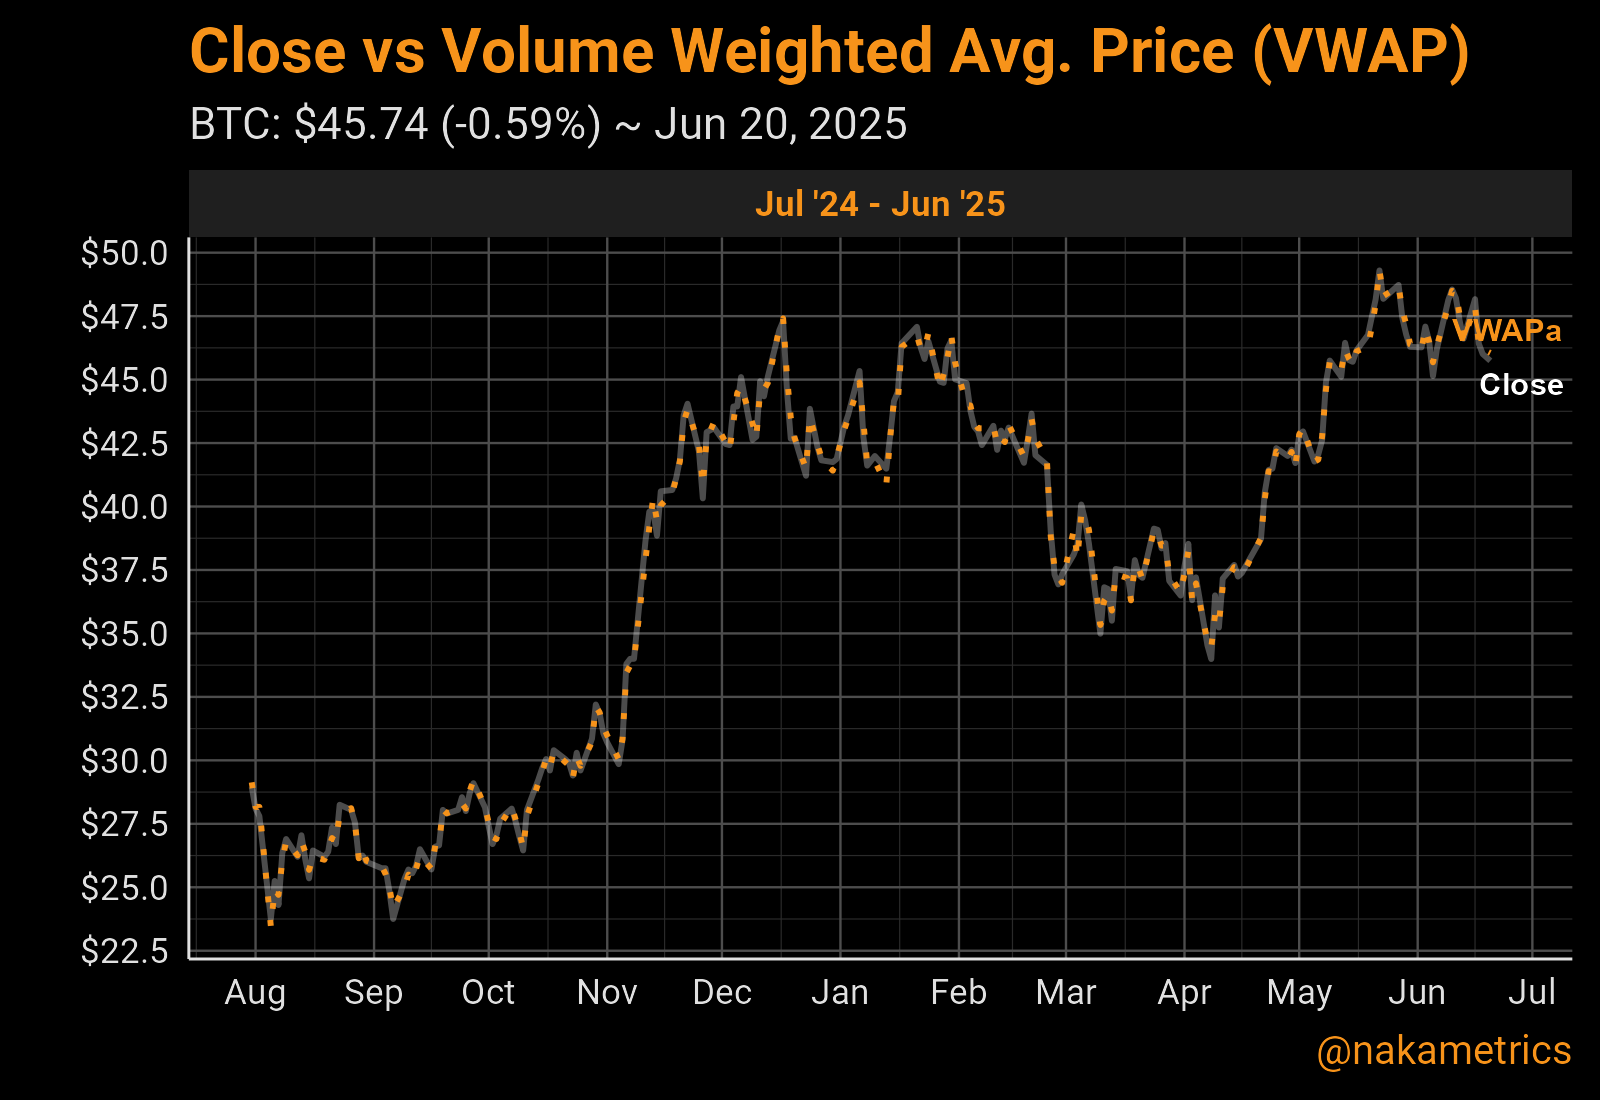 Close vs Volume Weighted Avg. Price (VWAP)
BTC: $45.74 (-0.59%) ~ Jun 20, 2025
Jul '24 - Jun '25
$50.0
$47.5
$45.0
$42.5
$40.0
$37.5
$35.0
$32.5
$30.0
$27.5
$25.0
$22.5
VWAPa
Close
Aug Sep Oct Nov Dec Jan Feb Mar Apr May Jun Jul
@nakametrics